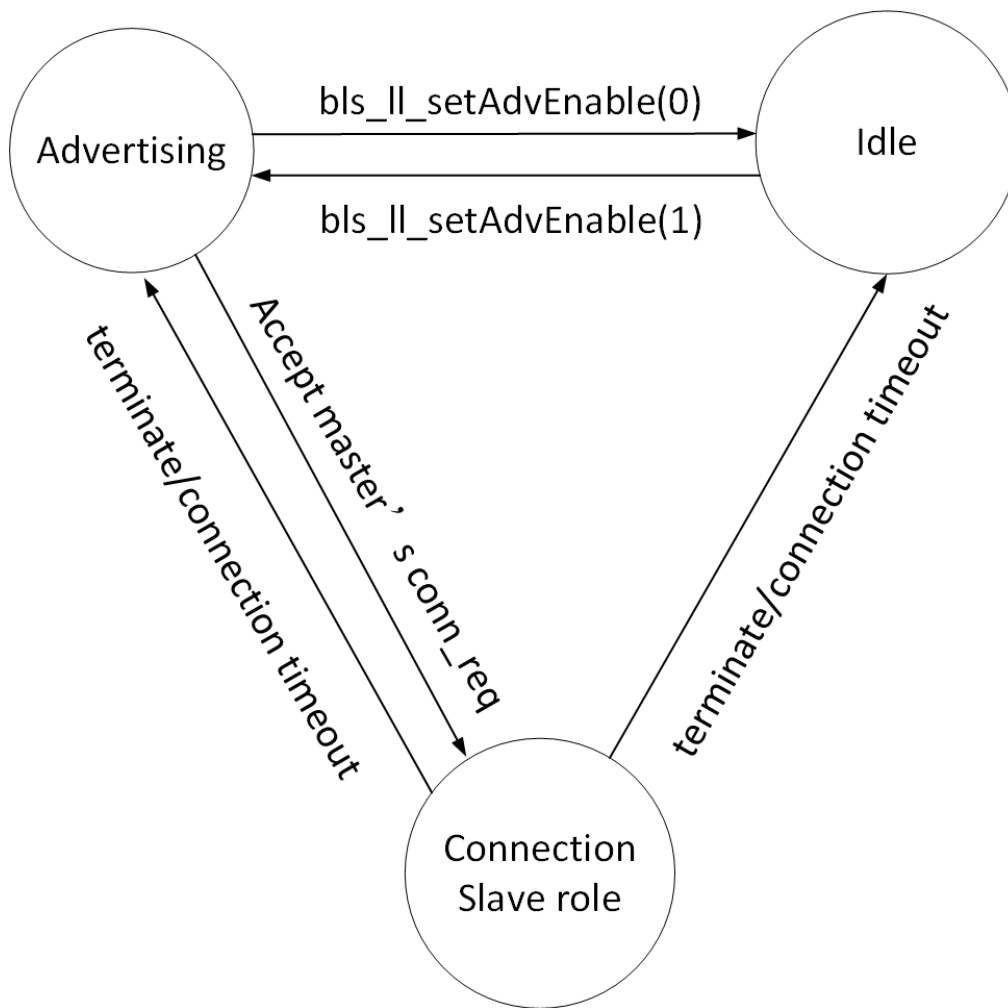 Advertising
bls_ll_setAdvEnable(0)
Idle
bls_ll_setAdvEnable(1)
Accept master’s conn_req
terminate/connection timeout
terminate/connection timeout
Connection
Slave role